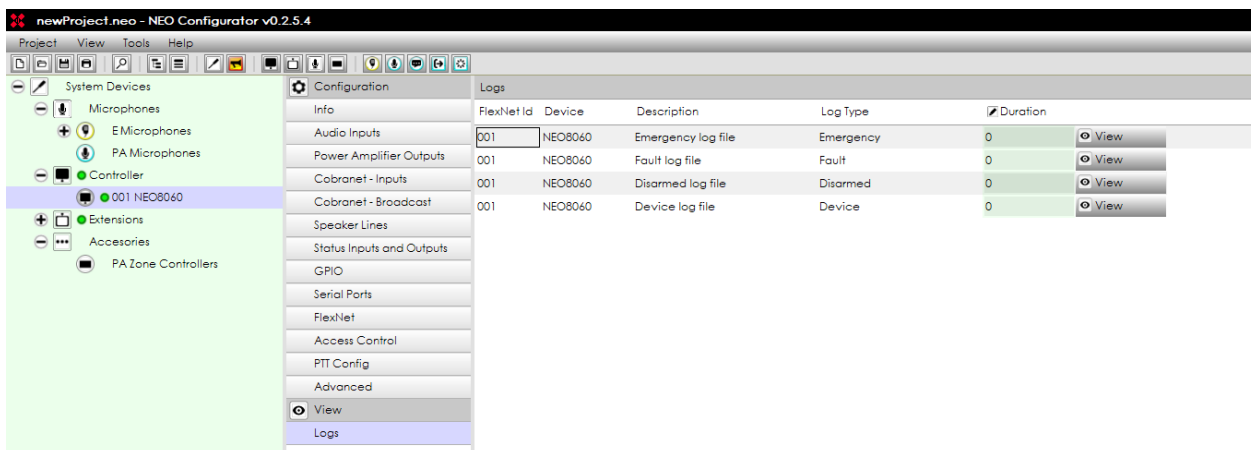 newProject.neo - NEO Configurator v0.2.5.4
Project View Tools Help
System Devices
Microphones
EMicrophones
PA Microphones
Controller
001 NEO8060
Extensions
Accesories
PA Zone Controllers
Configuration
Info
Audio Inputs
Power Amplifier Outputs
Cobranet - Inputs
Cobranet - Broadcast
Speaker Lines
Status Inputs and Outputs
GPIO
Serial Ports
FlexNet
Access Control
PTT Config
Advanced
View
Logs
Logs
FlexNet Id Device Description Log Type Duration
001 NEO8060 Emergency log file Emergency 0 View
001 NEO8060 Fault log file Fault 0 View
001 NEO8060 Disarmed log file Disarmed 0 View
001 NEO8060 Device log file Device 0 View